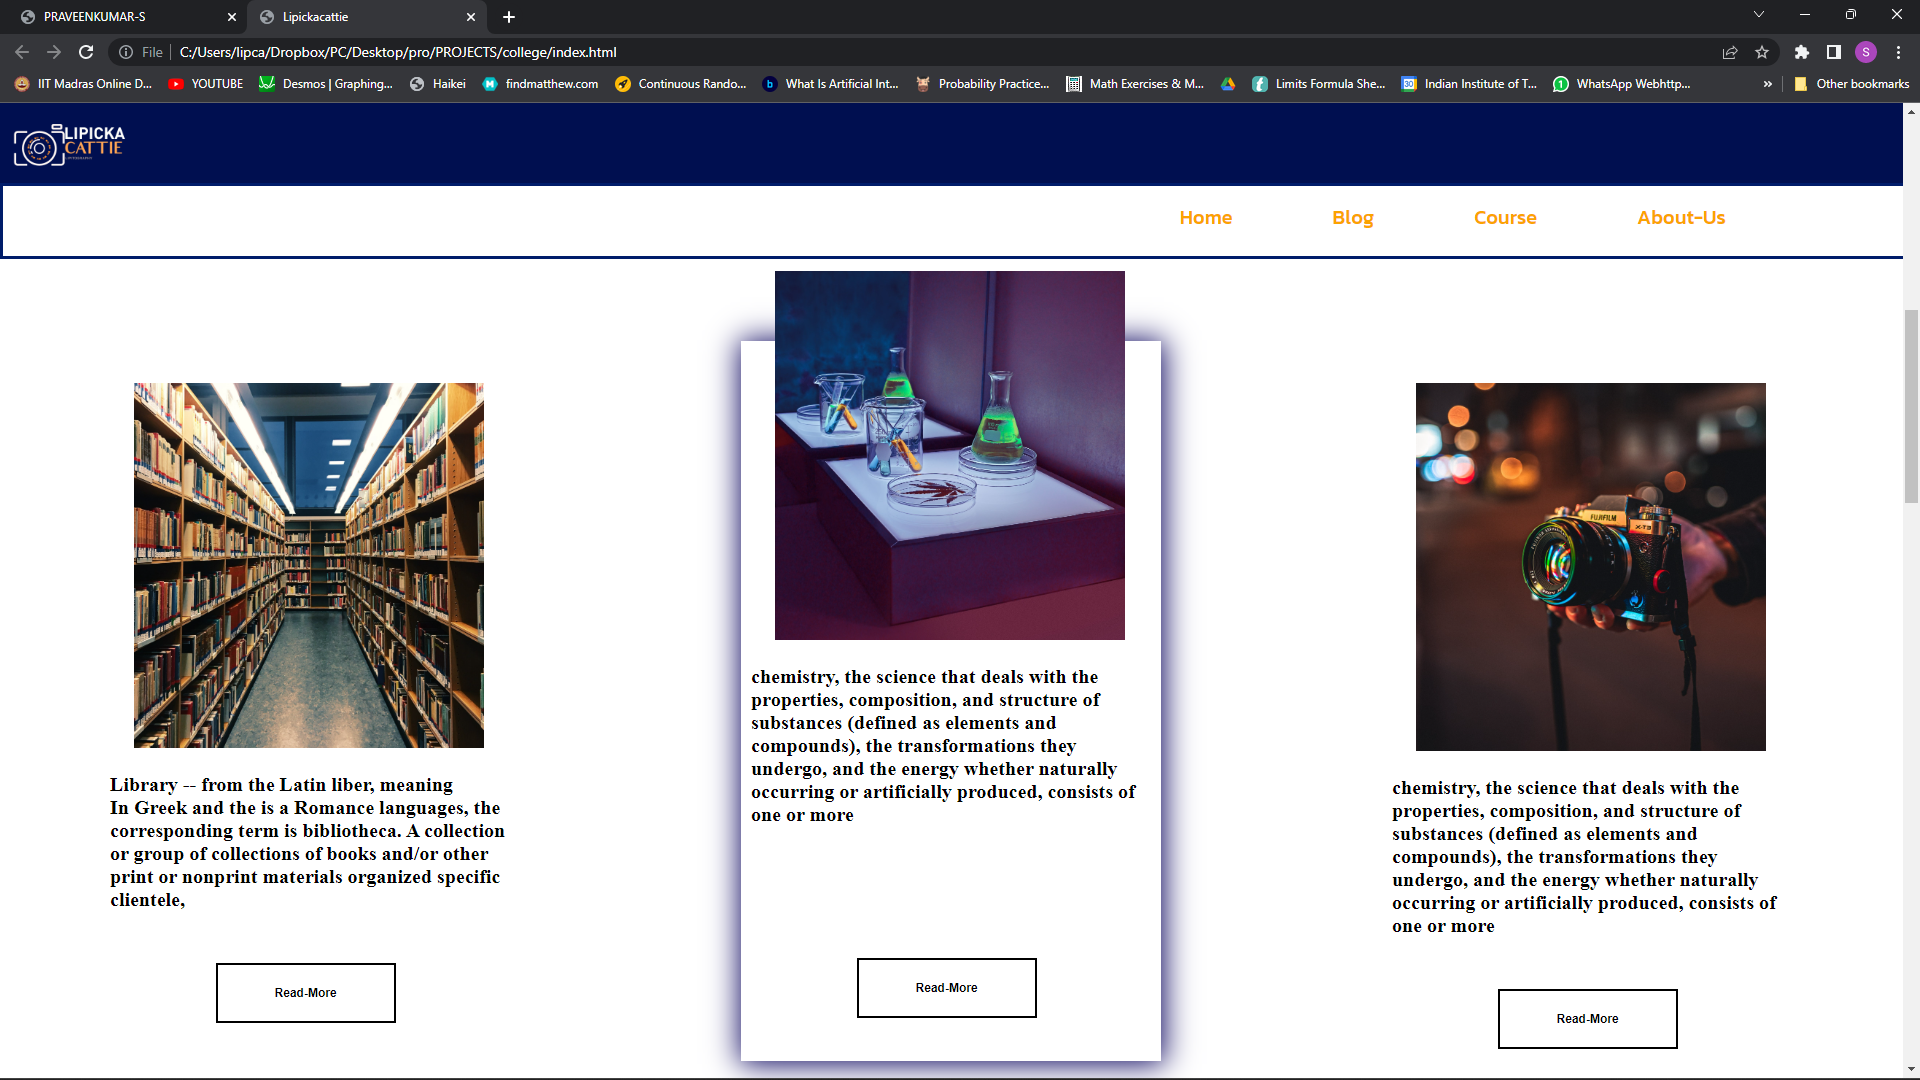 PRAVEENKUMAR-S
Lipickacattie
File
C:/Users/lipca/Dropbox/PC/Desktop/pro/PROJECTS/college/index.html
S
IIT Madras Online D...
YOUTUBE
Desmos | Graphing...
Haikei
findmatthew.com
Continuous Rando...
What Is Artificial Int...
Probability Practice...
Math Exercises & M...
Limits Formula She...
Indian Institute of T...
WhatsApp Webhttp...
»
Other bookmarks
LIPICKA
CATTIE
Home
Blog
Course
About-Us
Library -- from the Latin liber, meaning
In Greek and the is a Romance languages, the
corresponding term is bibliotheca. A collection
or group of collections of books and/or other
print or nonprint materials organized specific
clientele,
Read-More
chemistry, the science that deals with the
properties, composition, and structure of
substances (defined as elements and
compounds), the transformations they
undergo, and the energy whether naturally
occurring or artificially produced, consists of
one or more
Read-More
FUJIFILM
X-T3
chemistry, the science that deals with the
properties, composition, and structure of
substances (defined as elements and
compounds), the transformations they
undergo, and the energy whether naturally
occurring or artificially produced, consists of
one or more
Read-More